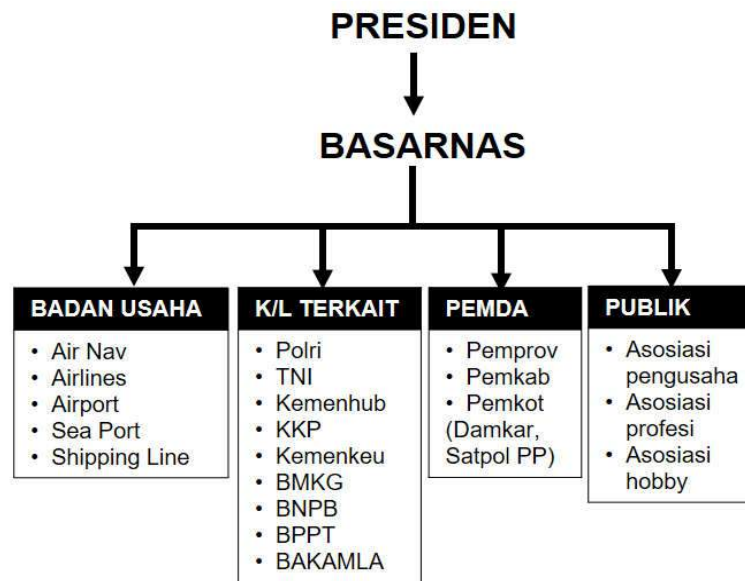 PRESIDEN
BASARNAS
BADAN USAHA
• Air Nav
• Airlines
• Airport
• Sea Port
• Shipping Line
K/L TERKAIT
• Polri
• TNI
• Kemenhub
• KKP
• Kemenkeu
• BMKG
• BNPB
• BPPT
• BAKAMLA
PEMDA
• Pemprov
• Pemkab
• Pemkot
(Damkar,
Satpol PP)
PUBLIK
• Asosiasi
pengusaha
• Asosiasi
profesi
• Asosiasi
hobby